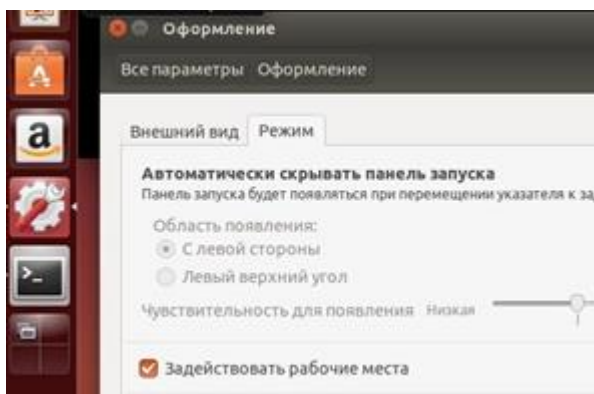 Оформление
Все параметры Оформление
Внешний вид Режим
Автоматически скрывать панель запуска
Панель запуска будет появляться при перемещении указателя к
Область появления:
С левой стороны
Левый верхний угол
Чувствительность для появления Низкая
Задействовать рабочие места